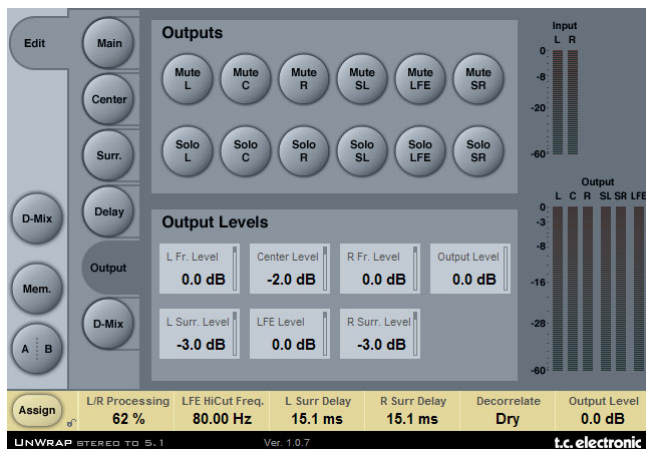 Edit
Main
Center
Surr.
Delay
Output
D-Mix
D-Mix
Mem.
A B
Outputs
Mute L
Mute C
Mute R
Mute SL
Mute LFE
Mute SR
Solo L
Solo C
Solo R
Solo SL
Solo LFE
Solo SR
Output Levels
L Fr. Level
0.0 dB
Center Level
-2.0 dB
R Fr. Level
0.0 dB
Output Level
0.0 dB
L Surr. Level
-3.0 dB
LFE Level
0.0 dB
R Surr. Level
-3.0 dB
Input
L R
0
-8
-20
-60
Output
L C R SL SR LFE
0
-3
-8
-16
-28
-60
Assign
L/R Processing
62 %
LFE HiCut Freq.
80.00 Hz
L Surr Delay
15.1 ms
R Surr Delay
15.1 ms
Decorrelate
Dry
Output Level
0.0 dB
UNWRAP STEREO TO 5.1
Ver. 1.0.7
t.c. electronic